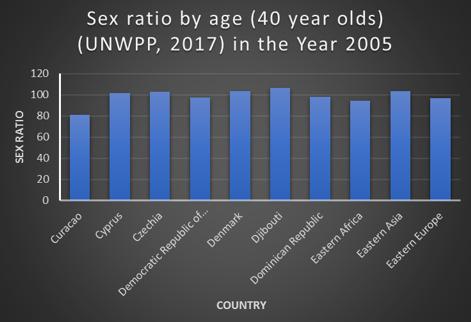 Sex ratio by age (40 year olds)
(UNWPP, 2017) in the Year 2005
120
100
80
60
40
20
0
SEX RATIO
Curacao
Cyprus
Czechia
Democratic Republic of...
Denmark
Djibouti
Dominican Republic
Eastern Africa
Eastern Asia
Eastern Europe
COUNTRY